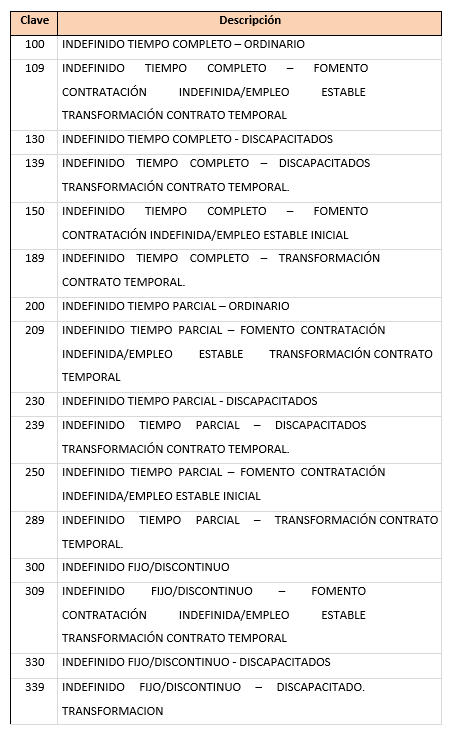 Clave Descripción
100 INDEFINIDO TIEMPO COMPLETO – ORDINARIO
109 INDEFINIDO TIEMPO COMPLETO – FOMENTO
CONTRATACIÓN INDEFINIDA/EMPLEO ESTABLE
TRANSFORMACIÓN CONTRATO TEMPORAL
130 INDEFINIDO TIEMPO COMPLETO - DISCAPACITADOS
139 INDEFINIDO TIEMPO COMPLETO – DISCAPACITADOS
TRANSFORMACIÓN CONTRATO TEMPORAL.
150 INDEFINIDO TIEMPO COMPLETO – FOMENTO
CONTRATACIÓN INDEFINIDA/EMPLEO ESTABLE INICIAL
189 INDEFINIDO TIEMPO COMPLETO – TRANSFORMACIÓN
CONTRATO TEMPORAL.
200 INDEFINIDO TIEMPO PARCIAL – ORDINARIO
209 INDEFINIDO TIEMPO PARCIAL – FOMENTO CONTRATACIÓN
INDEFINIDA/EMPLEO ESTABLE TRANSFORMACIÓN CONTRATO
TEMPORAL
230 INDEFINIDO TIEMPO PARCIAL - DISCAPACITADOS
239 INDEFINIDO TIEMPO PARCIAL – DISCAPACITADOS
TRANSFORMACIÓN CONTRATO TEMPORAL.
250 INDEFINIDO TIEMPO PARCIAL – FOMENTO CONTRATACIÓN
INDEFINIDA/EMPLEO ESTABLE INICIAL
289 INDEFINIDO TIEMPO PARCIAL – TRANSFORMACIÓN CONTRATO
TEMPORAL.
300 INDEFINIDO FIJO/DISCONTINUO
309 INDEFINIDO FIJO/DISCONTINUO – FOMENTO
CONTRATACIÓN INDEFINIDA/EMPLEO ESTABLE
TRANSFORMACIÓN CONTRATO TEMPORAL
330 INDEFINIDO FIJO/DISCONTINUO - DISCAPACITADOS
339 INDEFINIDO FIJO/DISCONTINUO – DISCAPACITADO.
TRANSFORMACION